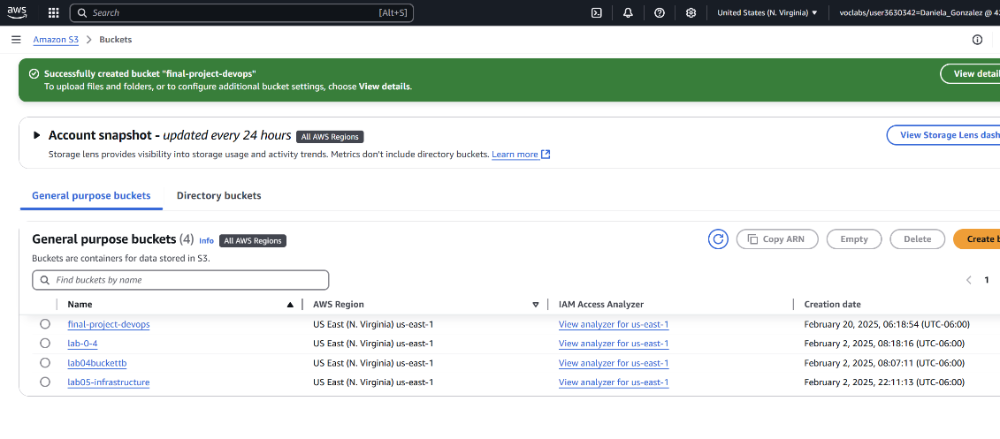 aws Search [Alt+S] United States (N. Virginia) voclabs/user3630342=Daniela_Gonzalez @ 4
Amazon S3 Buckets
Successfully created bucket "final-project-devops"
To upload files and folders, or to configure additional bucket settings, choose View details.
View detail
Account snapshot - updated every 24 hours All AWS Regions
View Storage Lens dash
Storage lens provides visibility into storage usage and activity trends. Metrics don't include directory buckets. Learn more
General purpose buckets Directory buckets
General purpose buckets (4) Info All AWS Regions
Copy ARN Empty Delete Create b
Buckets are containers for data stored in S3.
Find buckets by name
1
Name AWS Region IAM Access Analyzer Creation date
final-project-devops US East (N. Virginia) us-east-1 View analyzer for us-east-1 February 20, 2025, 06:18:54 (UTC-06:00)
lab-0-4 US East (N. Virginia) us-east-1 View analyzer for us-east-1 February 2, 2025, 08:18:16 (UTC-06:00)
lab04buckettb US East (N. Virginia) us-east-1 View analyzer for us-east-1 February 2, 2025, 08:07:11 (UTC-06:00)
lab05-infrastructure US East (N. Virginia) us-east-1 View analyzer for us-east-1 February 2, 2025, 22:11:13 (UTC-06:00)